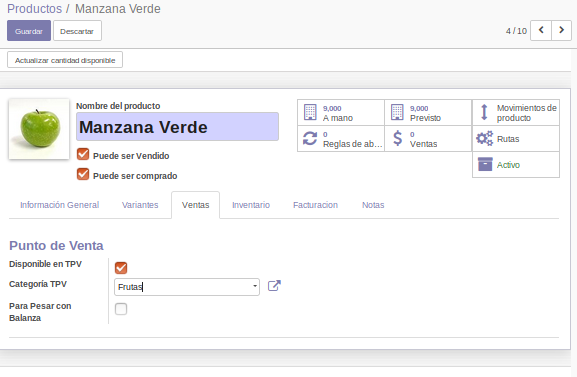 Productos / Manzana Verde
Guardar Descartar 4 / 10
Actualizar cantidad disponible
Nombre del producto
Manzana Verde
Puede ser Vendido
Puede ser comprado
9,000
A mano
9,000
Previsto
Movimientos de
producto
0
Reglas de ab...
0
Ventas
Rutas
Activo
Información General Variantes Ventas Inventario Facturacion Notas
Punto de Venta
Disponible en TPV
Categoría TPV Frutas
Para Pesar con
Balanza